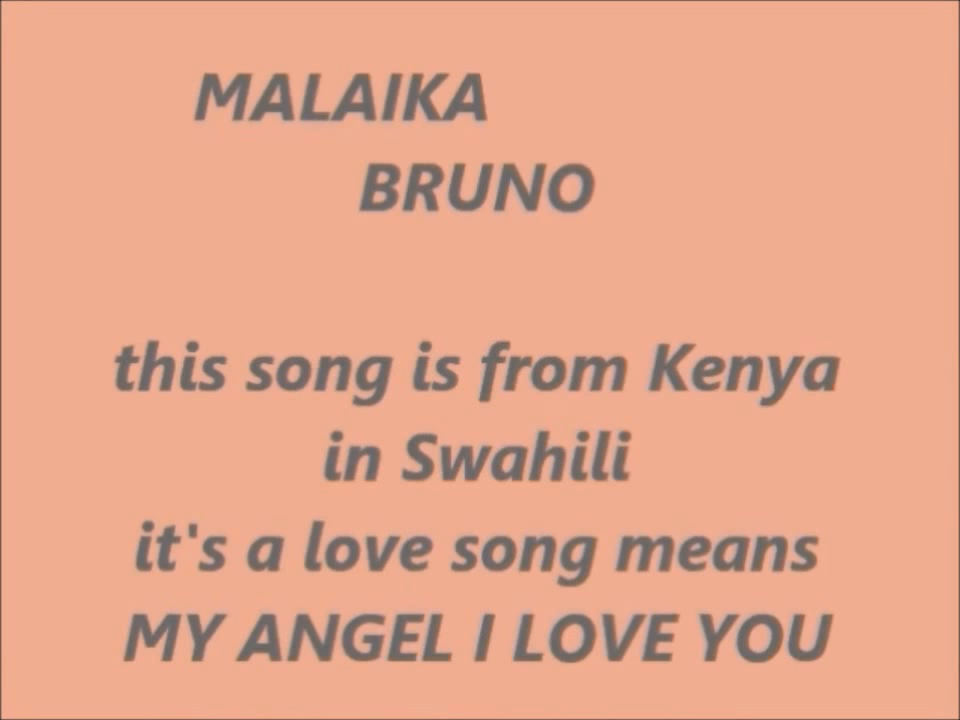 MALAIKA
BRUNO
this song is from Kenya
in Swahili
it's a love song means
MY ANGEL I LOVE YOU